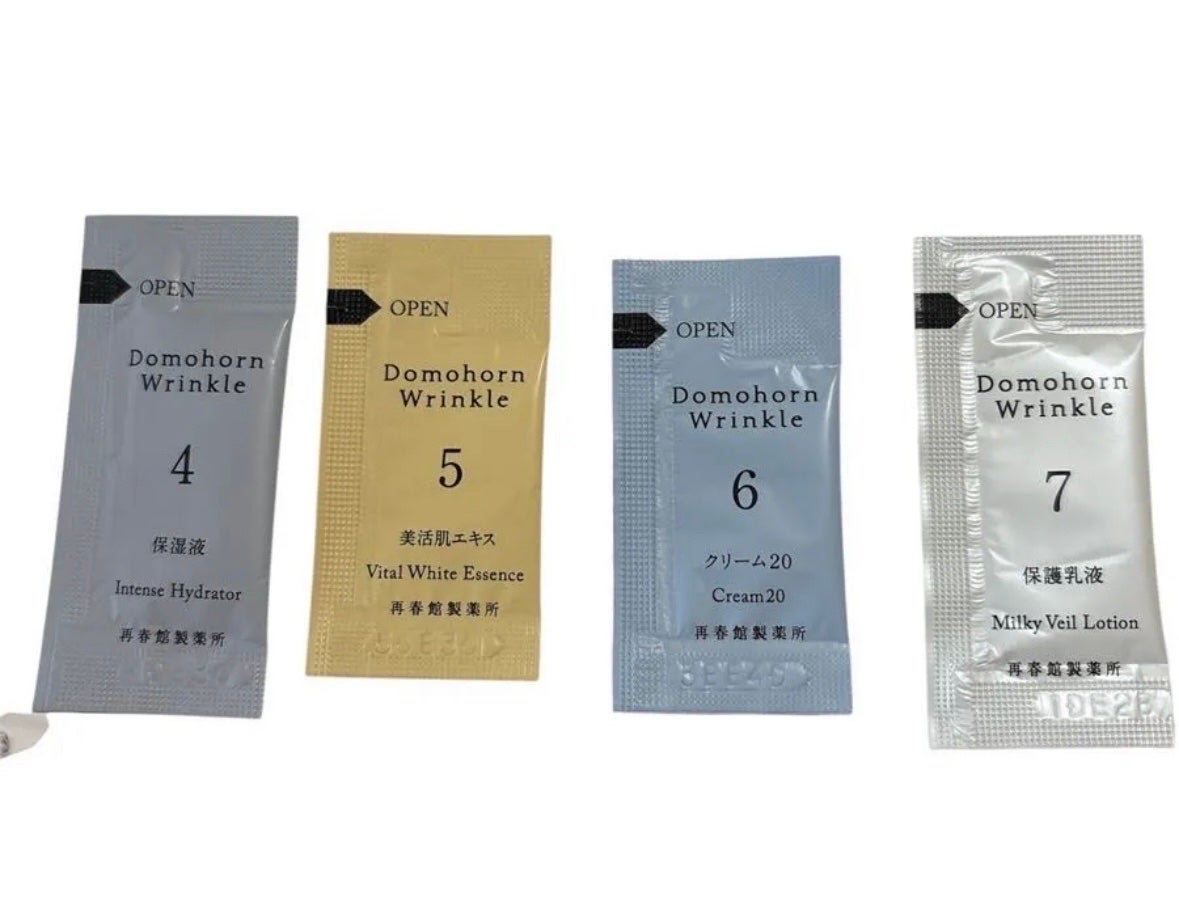 OPEN
Domohorn
Wrinkle
4
保湿液
Intense Hydrator
再春館製薬所
OPEN
Domohorn
Wrinkle
5
美活肌エキス
Vital White Essence
再春館製薬所
OPEN
Domohorn
Wrinkle
6
クリーム20
Cream20
再春館製薬所
OPEN
Domohorn
Wrinkle
7
保護乳液
Milky Veil Lotion
再春館製薬所